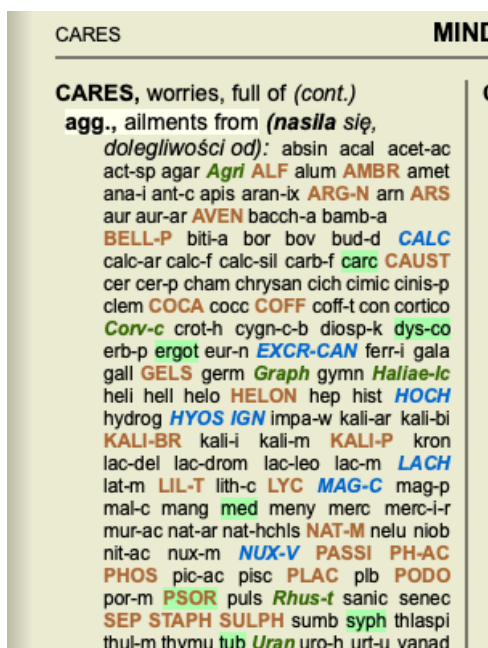 CARES MIND
CARES, worries, full of (cont.)
agg., ailments from (nasila się,
dolegliwości od): absin acal acet-ac
act-sp agar Agri ALF alum AMBR amet
ana-i ant-c apis aran-ix ARG-N arn ARS
aur aur-ar AVEN bacch-a bamb-a
BELL-P biti-a bor bov bud-d CALC
calc-ar calc-f calc-sil carb-f carc CAUST
cer cer-p cham chrysan cich cimic cinis-p
clem COCA cocc COFF coff-t con cortico
Corv-c crot-h cygn-c-b diosp-k dys-co
erb-p ergot eur-n EXCR-CAN ferr-i gala
gall GELS germ Graph gymn Haliae-lc
heli hell helo HELON hep hist HOCH
hydrog HYOS IGN impa-w kali-ar kali-bi
KALI-BR kali-i kali-m KALI-P kron
lac-del lac-drom lac-leo lac-m LACH
lat-m LIL-T lith-c LYC MAG-C mag-p
mal-c mang med meny merc merc-i-r
mur-ac nat-ar nat-hchls NAT-M nelu niob
nit-ac nux-m NUX-V PASSI PH-AC
PHOS pic-ac pisc PLAC plb PODO
por-m PSOR puls Rhus-t sanic senec
SEP STAPH SULPH sumb syph thlaspi
thul-m thymu tub Uran uro-h urt-u vanad